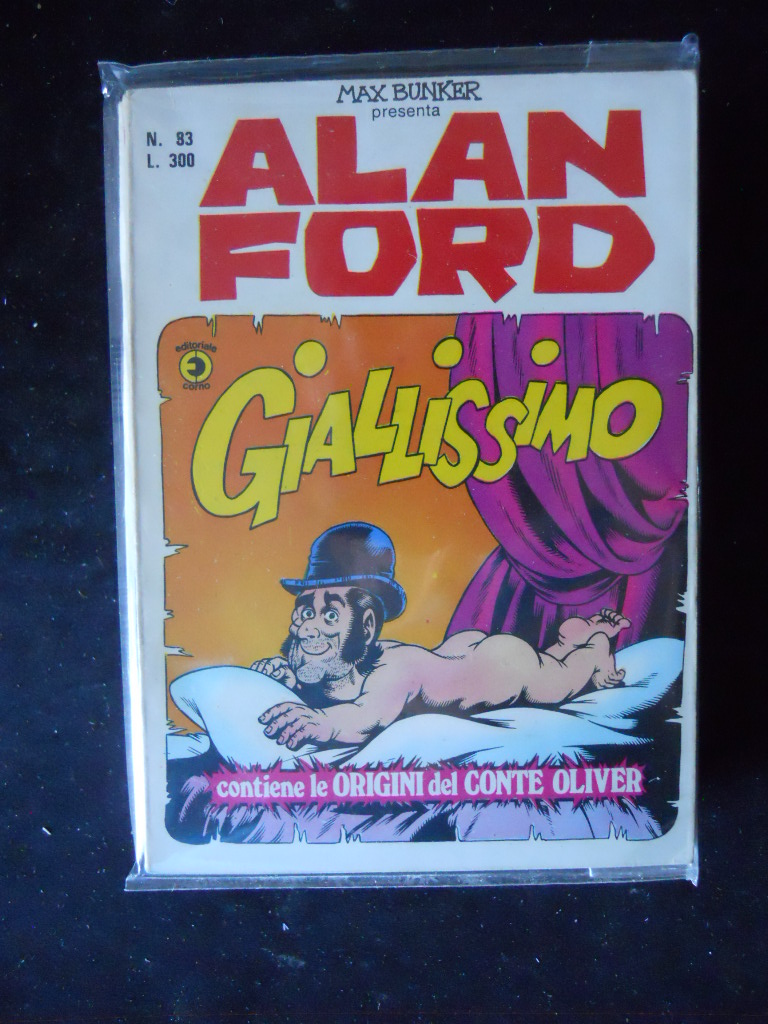 MAX BUNKER
presenta
N. 83
L. 300
ALAN
FORD
editoriale
corno
GIALLISSIMO
contiene le ORIGINI del CONTE OLIVER